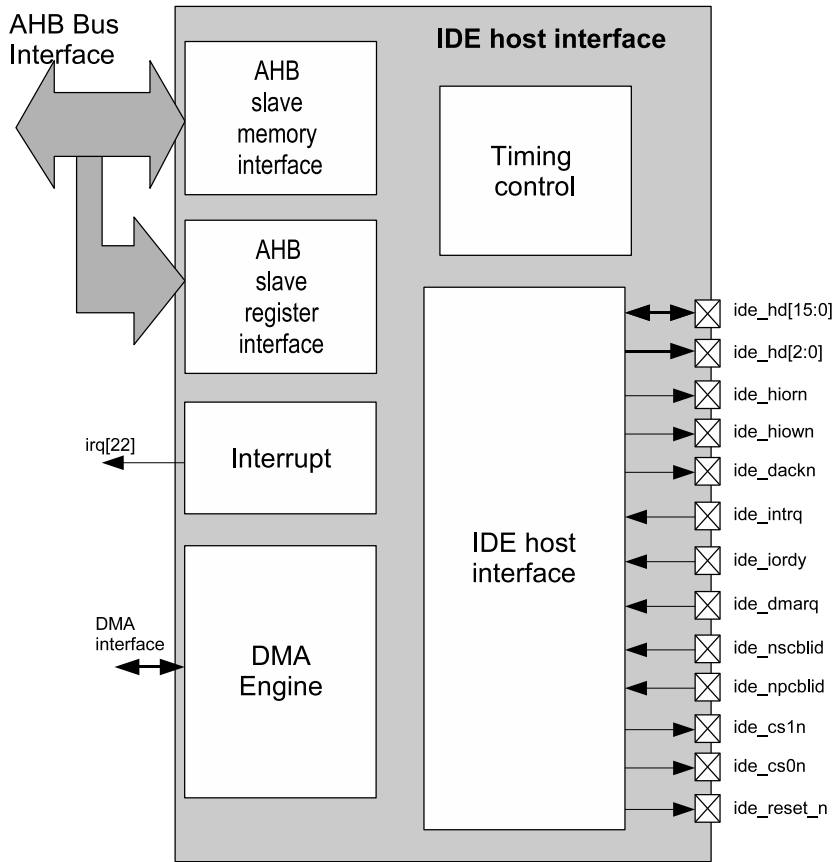 AHB Bus
Interface
IDE host interface
AHB
slave
memory
interface
Timing
control
AHB
slave
register
interface
irq[22]
Interrupt
DMA
interface
DMA
Engine
IDE host
interface
ide_hd[15:0]
ide_hd[2:0]
ide_hiorn
ide_hiown
ide_dackn
ide_intrq
ide_iordy
ide_dmarq
ide_nscblid
ide_npcblid
ide_cs1n
ide_cs0n
ide_reset_n